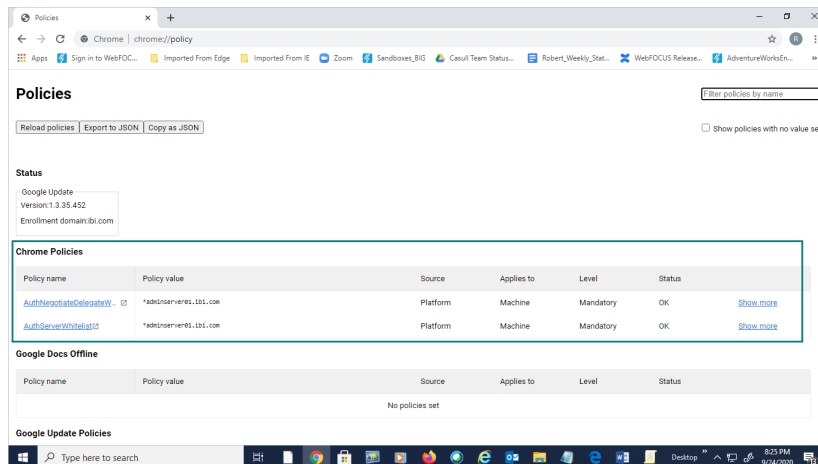 Policies
Chrome | chrome://policy
R
Apps Sign in to WebFOC... Imported From Edge Imported From IE Zoom Sandboxes_BIG Casull Team Status... Robert_Weekly_Stat... WebFOCUS Release... AdventureWorksEn... »
Policies
Filter policies by name
Reload policies Export to JSON Copy as JSON
Show policies with no value se
Status
Google Update
Version:1.3.35.452
Enrollment domain:ibi.com
Chrome Policies
Policy name Policy value Source Applies to Level Status
AuthNegotiateDelegateW... *adminserver01.ibi.com Platform Machine Mandatory OK Show more
AuthServerWhitelist *adminserver01.ibi.com Platform Machine Mandatory OK Show more
Google Docs Offline
Policy name Policy value Source Applies to Level Status
No policies set
Google Update Policies
Type here to search Desktop » 8:25 PM
9/24/2020